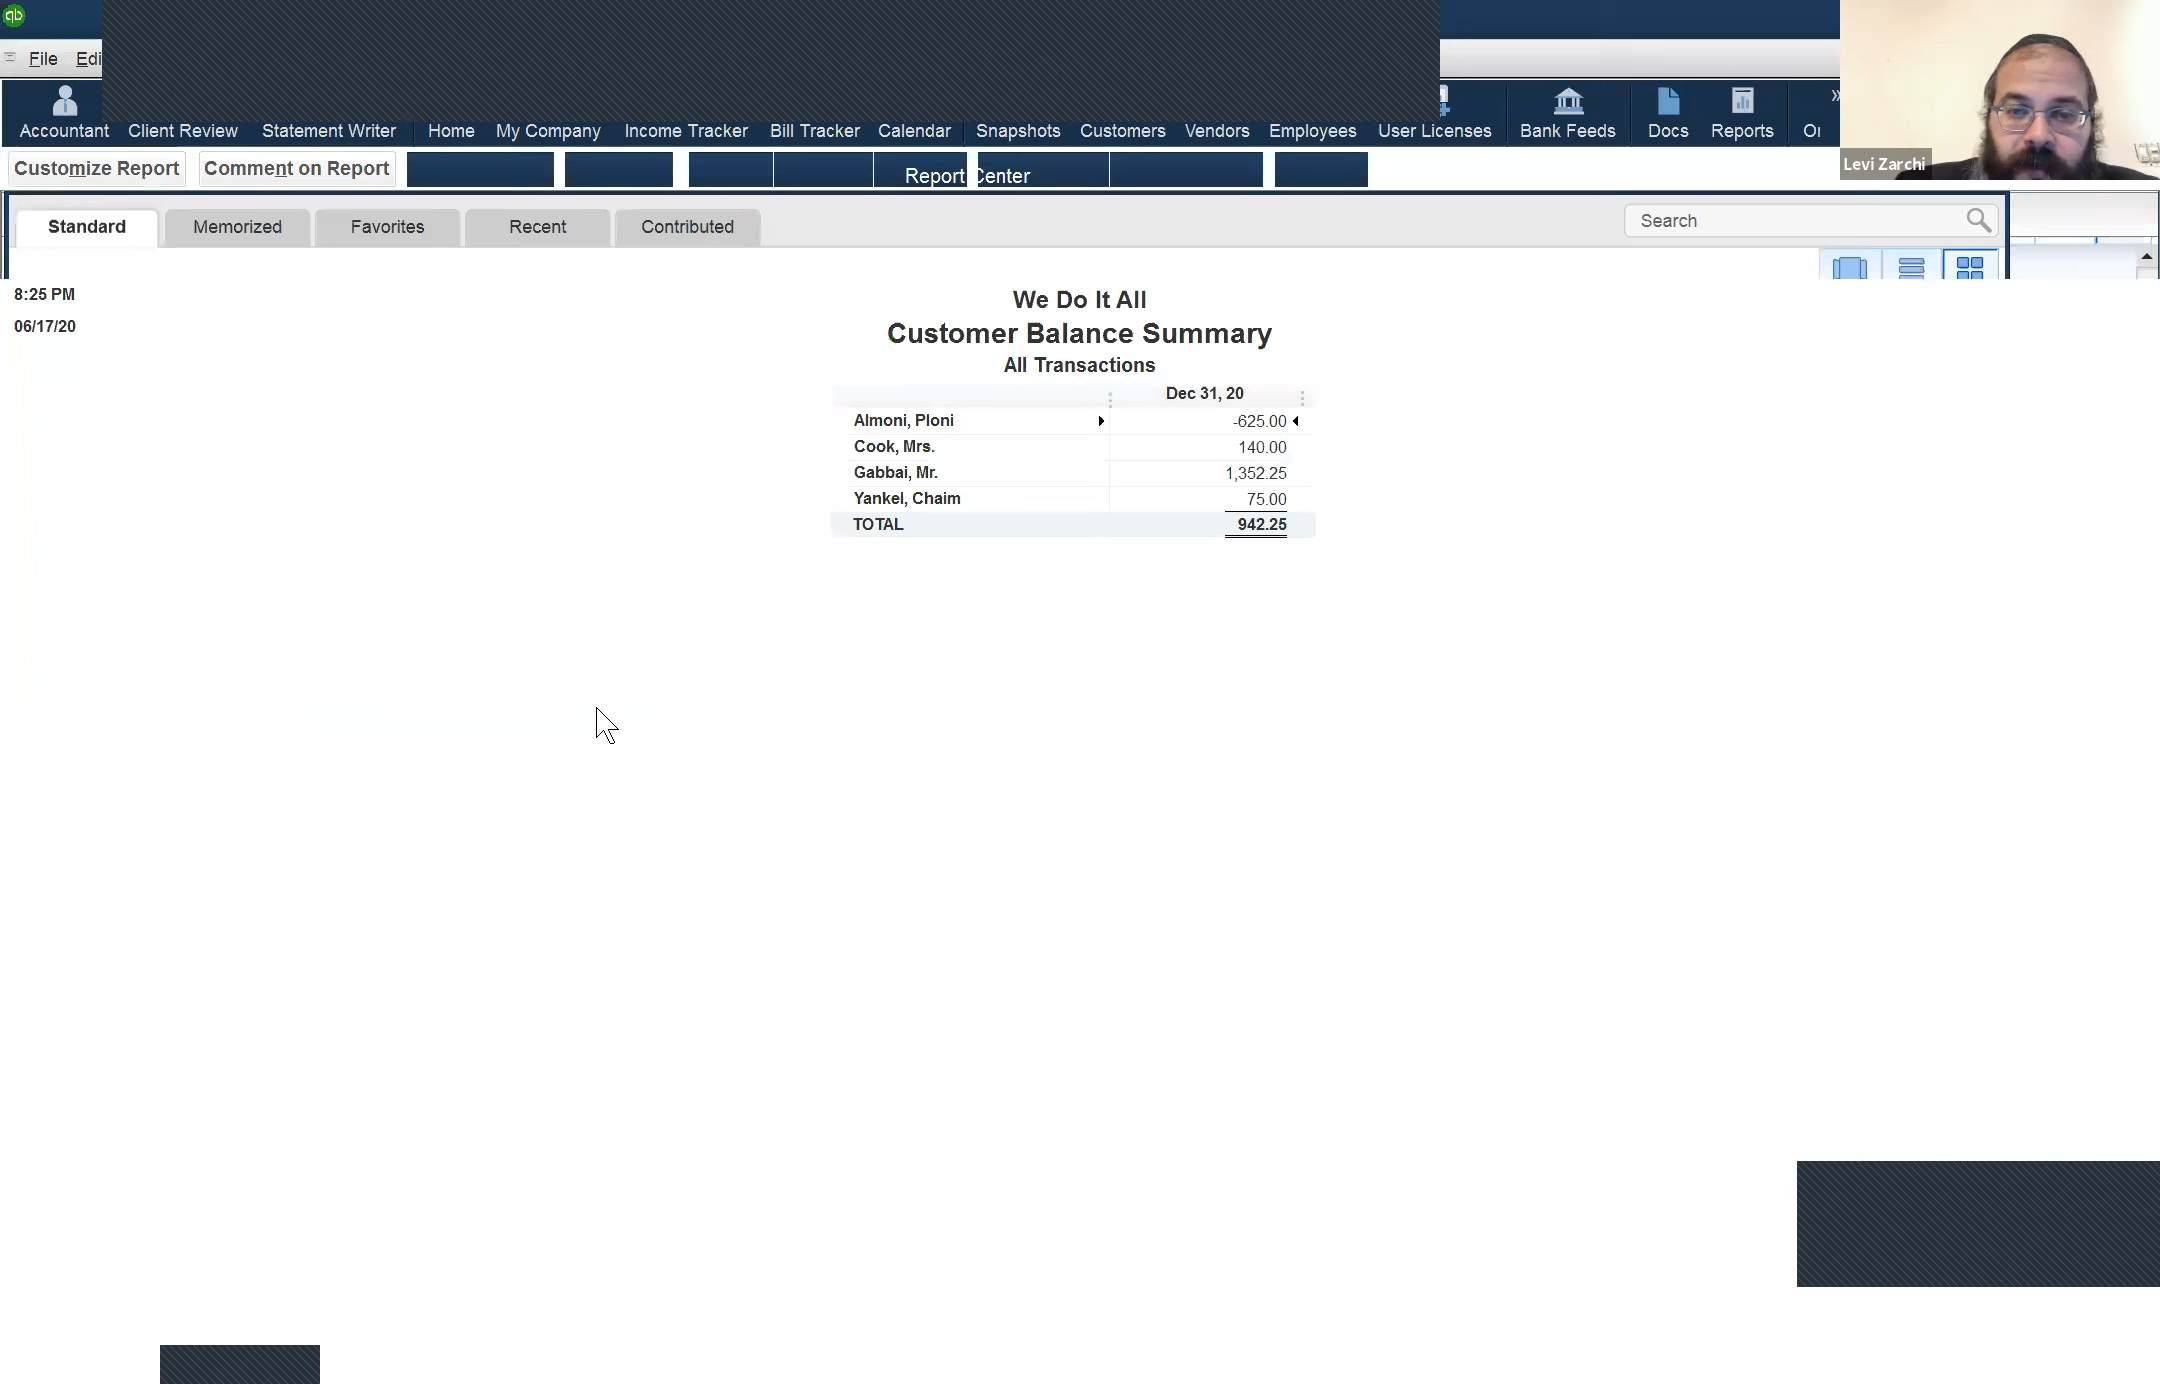 qb
File Edi
Accountant Client Review Statement Writer Home My Company Income Tracker Bill Tracker Calendar Snapshots Customers Vendors Employees User Licenses Bank Feeds Docs Reports
Levi Zarchi
Customize Report Comment on Report
Report Center
Standard Memorized Favorites Recent Contributed Search
8:25 PM
06/17/20
We Do It All
Customer Balance Summary
All Transactions
Dec 31, 20
Almoni, Ploni -625.00
Cook, Mrs. 140.00
Gabbai, Mr. 1,352.25
Yankel, Chaim 75.00
TOTAL 942.25